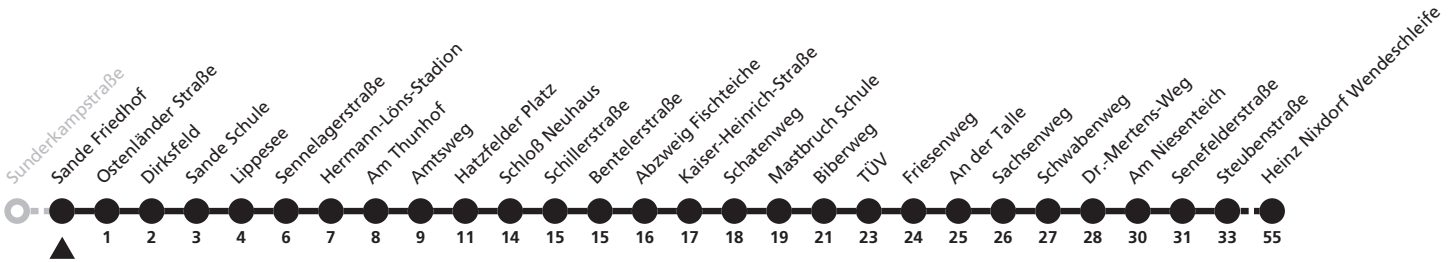 Sunderkampstraße
Sande Friedhof
Ostenländer Straße
Dirksfeld
Sande Schule
Lippesee
Sennelagerstraße
Hermann-Löns-Stadion
Am Thunhof
Amtsweg
Hatzfelder Platz
Schloß Neuhaus
Schillerstraße
Bentelerstraße
Abzweig Fischteiche
Kaiser-Heinrich-Straße
Schatenweg
Mastbruch Schule
Biberweg
TÜV
Friesenweg
An der Talle
Sachsenweg
Schwabenweg
Dr.-Mertens-Weg
Am Niesenteich
Senefelderstraße
Steubenstraße
Heinz Nixdorf Wendeschleife
1 2 3 4 6 7 8 9 11 14 15 15 16 17 18 19 21 23 24 25 26 27 28 30 31 33 55